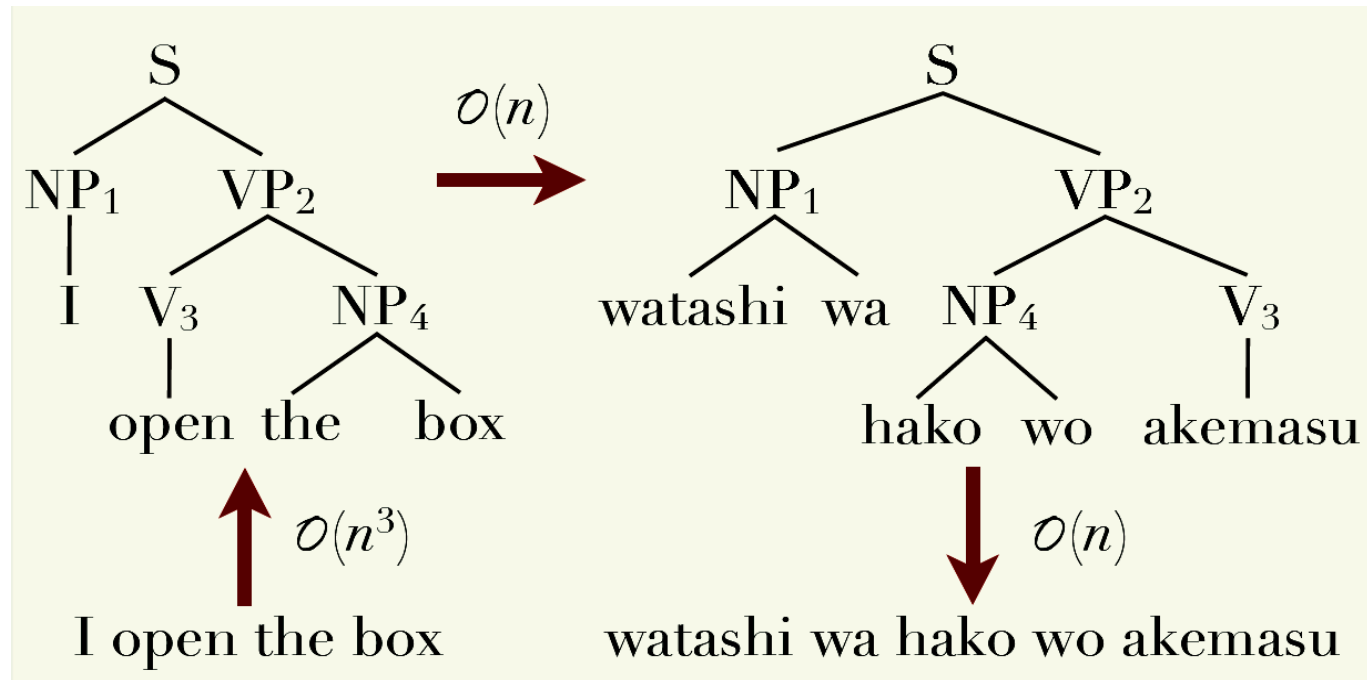 S S
𝒪(n)
NP₁ VP₂ NP₁ VP₂
I V₃ NP₄ watashi wa NP₄ V₃
open the box hako wo akemasu
𝒪(n³) 𝒪(n)
I open the box watashi wa hako wo akemasu